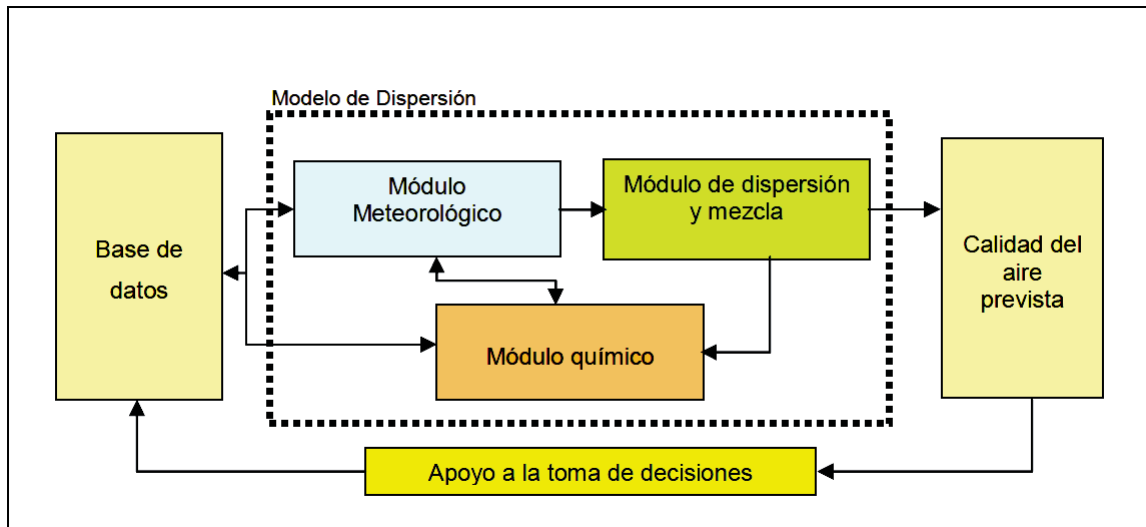 Modelo de Dispersión
Base de
datos
Módulo
Meteorológico
Módulo de dispersión
y mezcla
Módulo químico
Calidad del
aire
prevista
Apoyo a la toma de decisiones